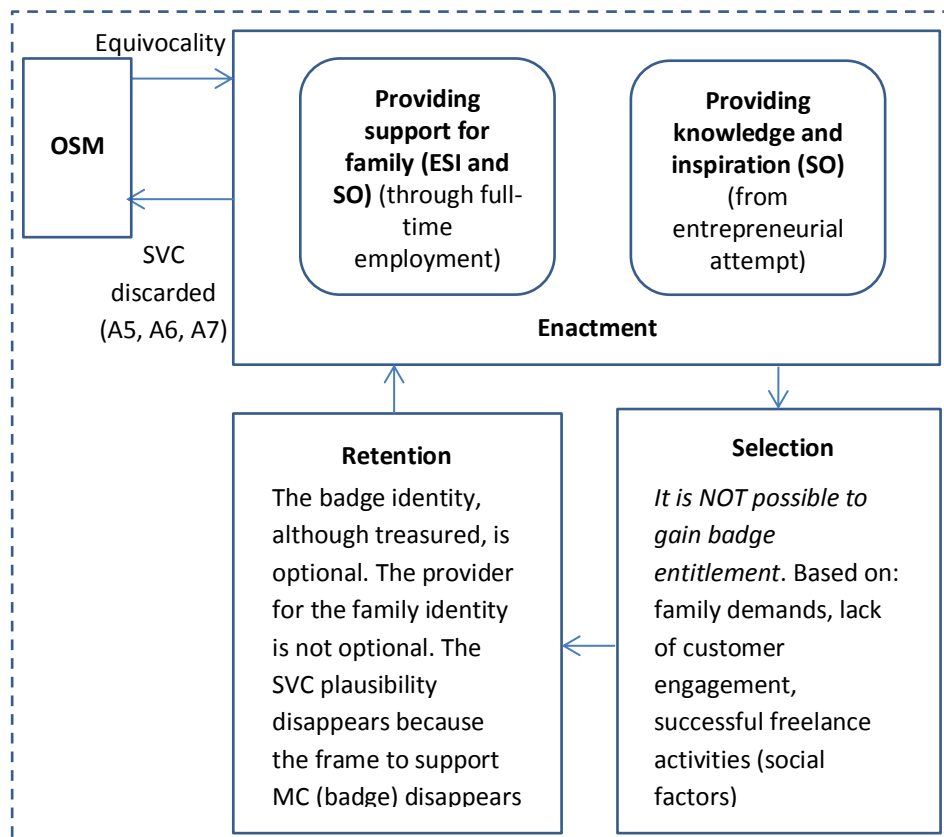 Equivocality
OSM
SVC
discarded
(A5, A6, A7)
Providing
support for
family (ESI and
SO) (through full-
time
employment)
Providing
knowledge and
inspiration (SO)
(from
entrepreneurial
attempt)
Enactment
Retention
The badge identity,
although treasured, is
optional. The provider
for the family identity
is not optional. The
SVC plausibility
disappears because
the frame to support
MC (badge) disappears
Selection
It is NOT possible to
gain badge
entitlement. Based on:
family demands, lack
of customer
engagement,
successful freelance
activities (social
factors)